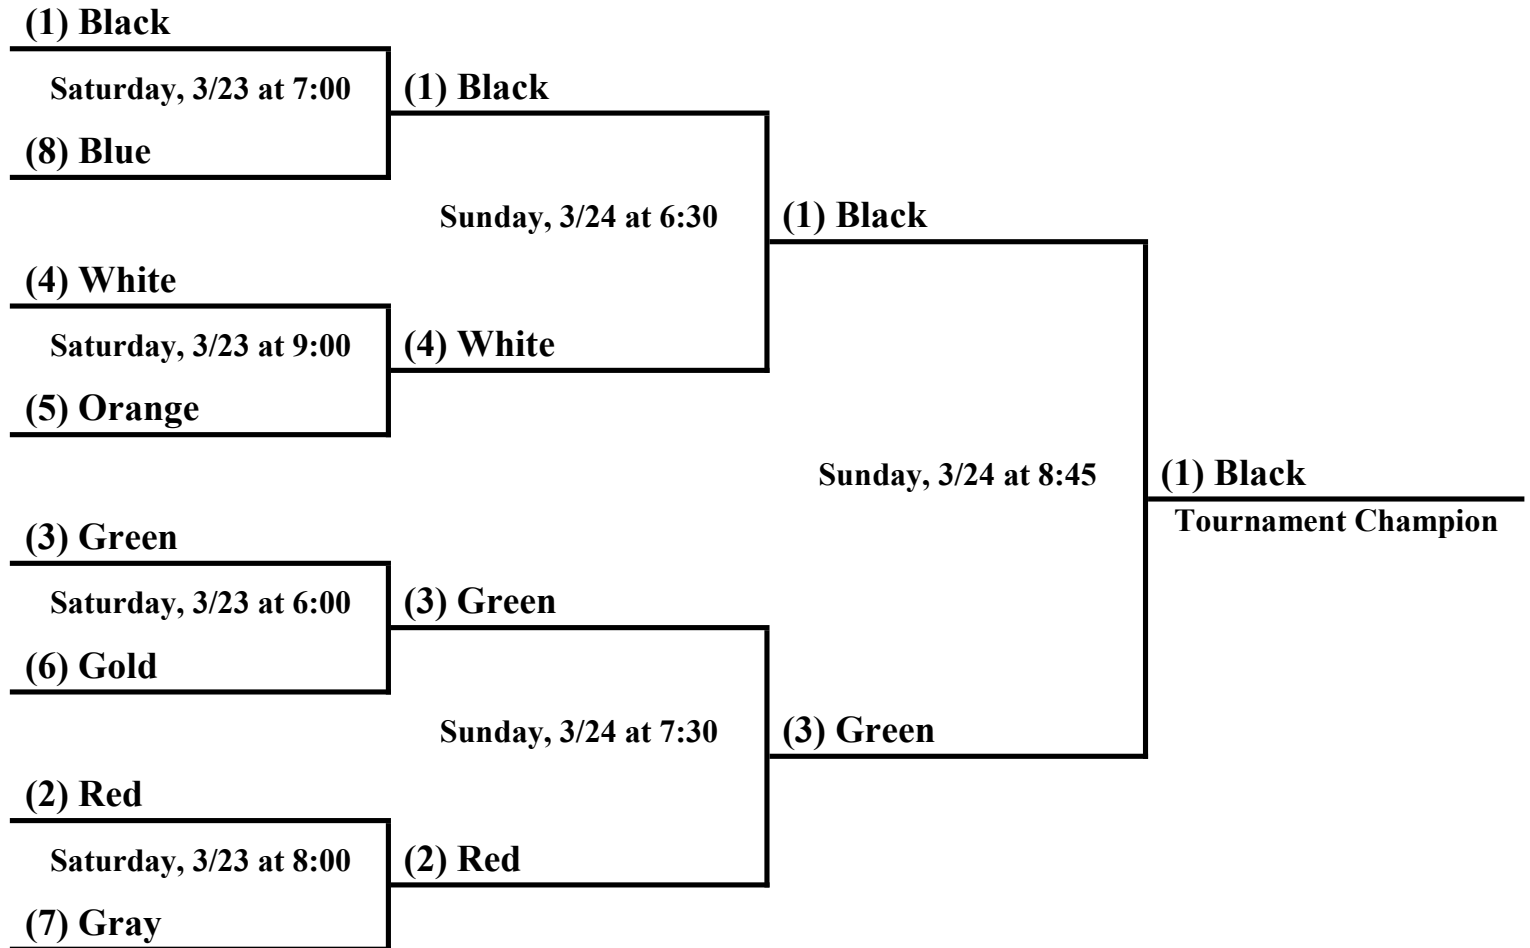 (1) Black
Saturday, 3/23 at 7:00
(1) Black
(8) Blue
Sunday, 3/24 at 6:30
(1) Black
(4) White
Saturday, 3/23 at 9:00
(4) White
(5) Orange
Sunday, 3/24 at 8:45
(1) Black
Tournament Champion
(3) Green
Saturday, 3/23 at 6:00
(3) Green
(6) Gold
Sunday, 3/24 at 7:30
(3) Green
(2) Red
Saturday, 3/23 at 8:00
(2) Red
(7) Gray